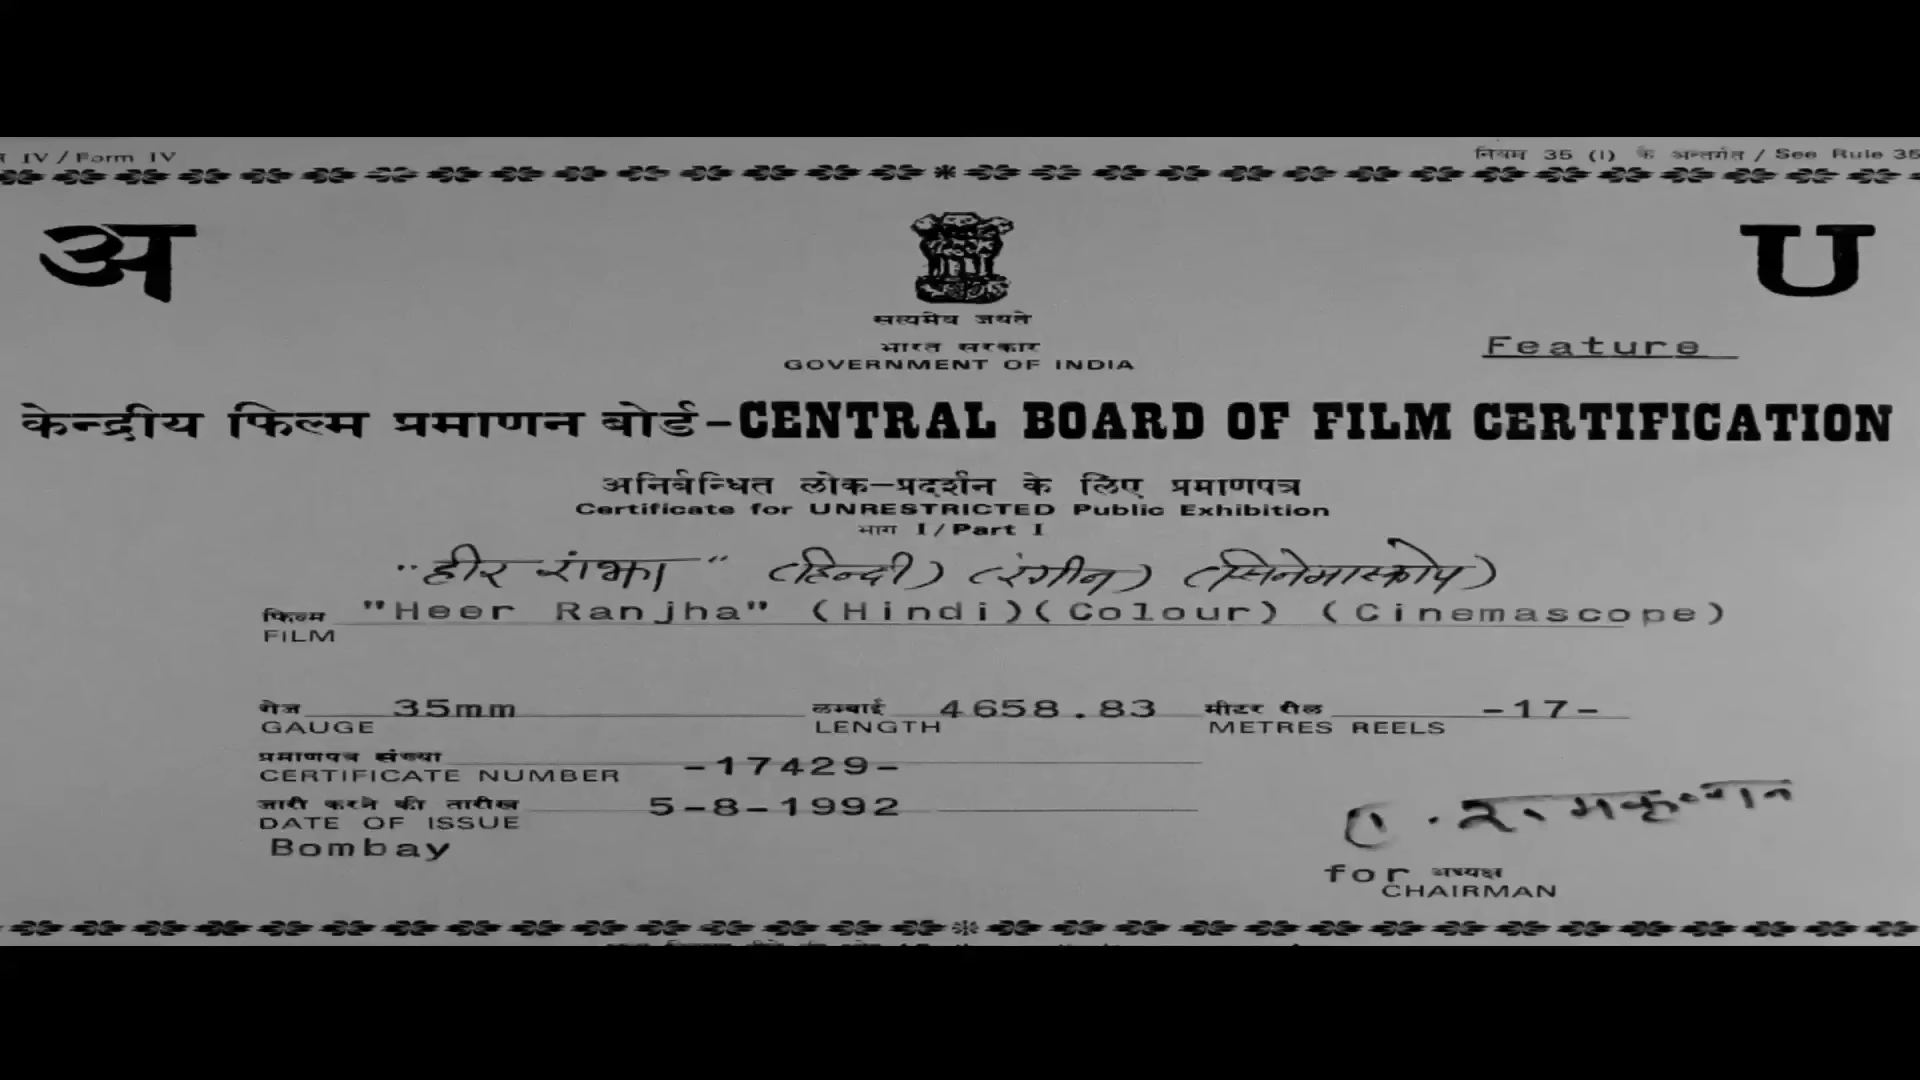 IV / Form IV
नियम 35 (I) के अन्तर्गत / See Rule 35
अ
U
सत्यमेव जयते
भारत सरकार
GOVERNMENT OF INDIA
Feature
केन्द्रीय फिल्म प्रमाणन बोर्ड-CENTRAL BOARD OF FILM CERTIFICATION
अनिर्बन्धित लोक-प्रदर्शन के लिए प्रमाणपत्र
Certificate for UNRESTRICTED Public Exhibition
भाग I / Part I
"हीर रांझा" (हिन्दी) (रंगीन) (सिनेमास्कोप)
फिल्म "Heer Ranjha" (Hindi)(Colour) (Cinemascope)
FILM
गेज 35mm लम्बाई 4658.83 मीटर रील -17-
GAUGE LENGTH METRES REELS
प्रमाणपत्र संख्या -17429-
CERTIFICATE NUMBER
जारी करने की तारीख 5-8-1992
DATE OF ISSUE
Bombay
रामकृष्णन
for अध्यक्ष
CHAIRMAN